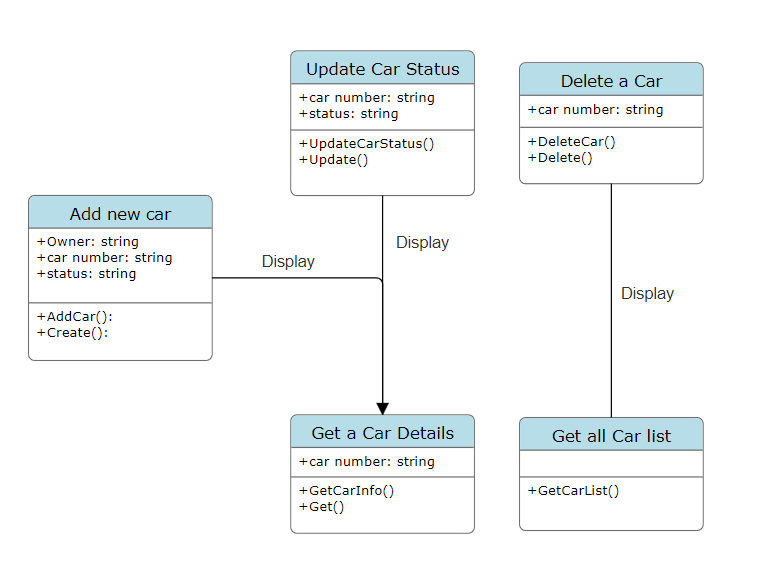 Update Car Status
+car number: string
+status: string
+UpdateCarStatus()
+Update()
Delete a Car
+car number: string
+DeleteCar()
+Delete()
Add new car
+Owner: string
+car number: string
+status: string
+AddCar():
+Create():
Display
Display
Display
Get a Car Details
+car number: string
+GetCarInfo()
+Get()
Get all Car list
+GetCarList()